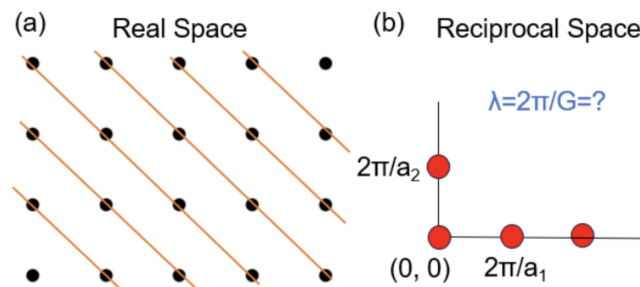 (a) Real Space
(b) Reciprocal Space
λ=2π/G=?
2π/a₂
(0, 0)
2π/a₁